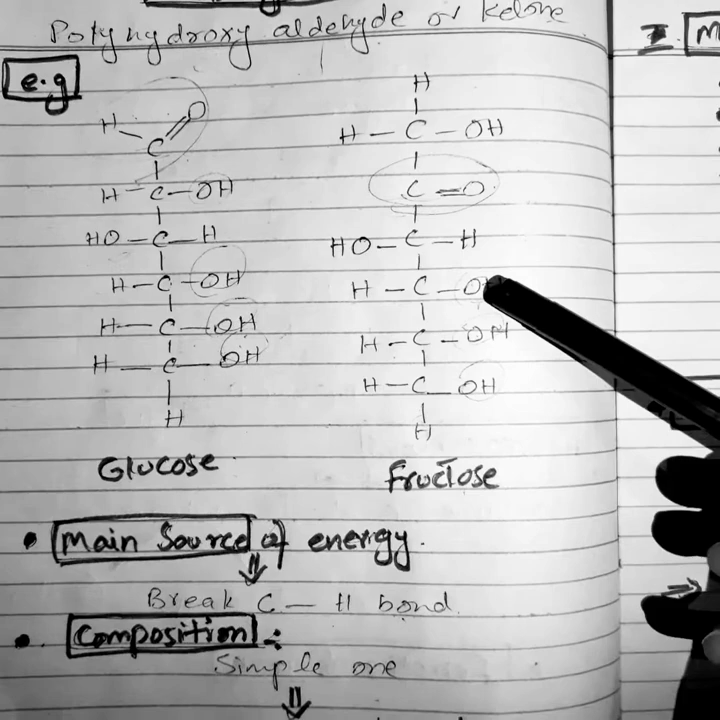 Polyhydroxy aldehyde or Ketone
e.g
H O
C
H - C - OH
HO - C - H
H - C - OH
H - C - OH
H - C - OH
H
Glucose
H
H - C - OH
C = O
HO - C - H
H - C - O
H - C - OH
H - C - OH
H
Fructose
• Main Source of energy.
⇓
Break C - H bond.
• Composition :
Simple one
⇓
I M